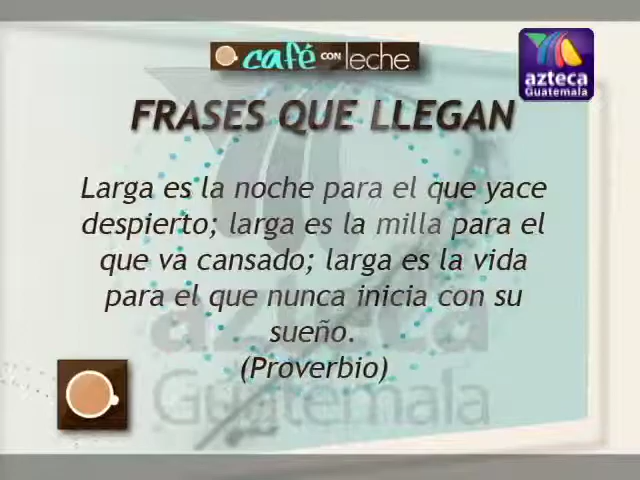 café CON leche
azteca
Guatemala
FRASES QUE LLEGAN
Larga es la noche para el que yace
despierto; larga es la milla para el
que va cansado; larga es la vida
para el que nunca inicia con su
sueño.
(Proverbio)
azteca
Guatemala